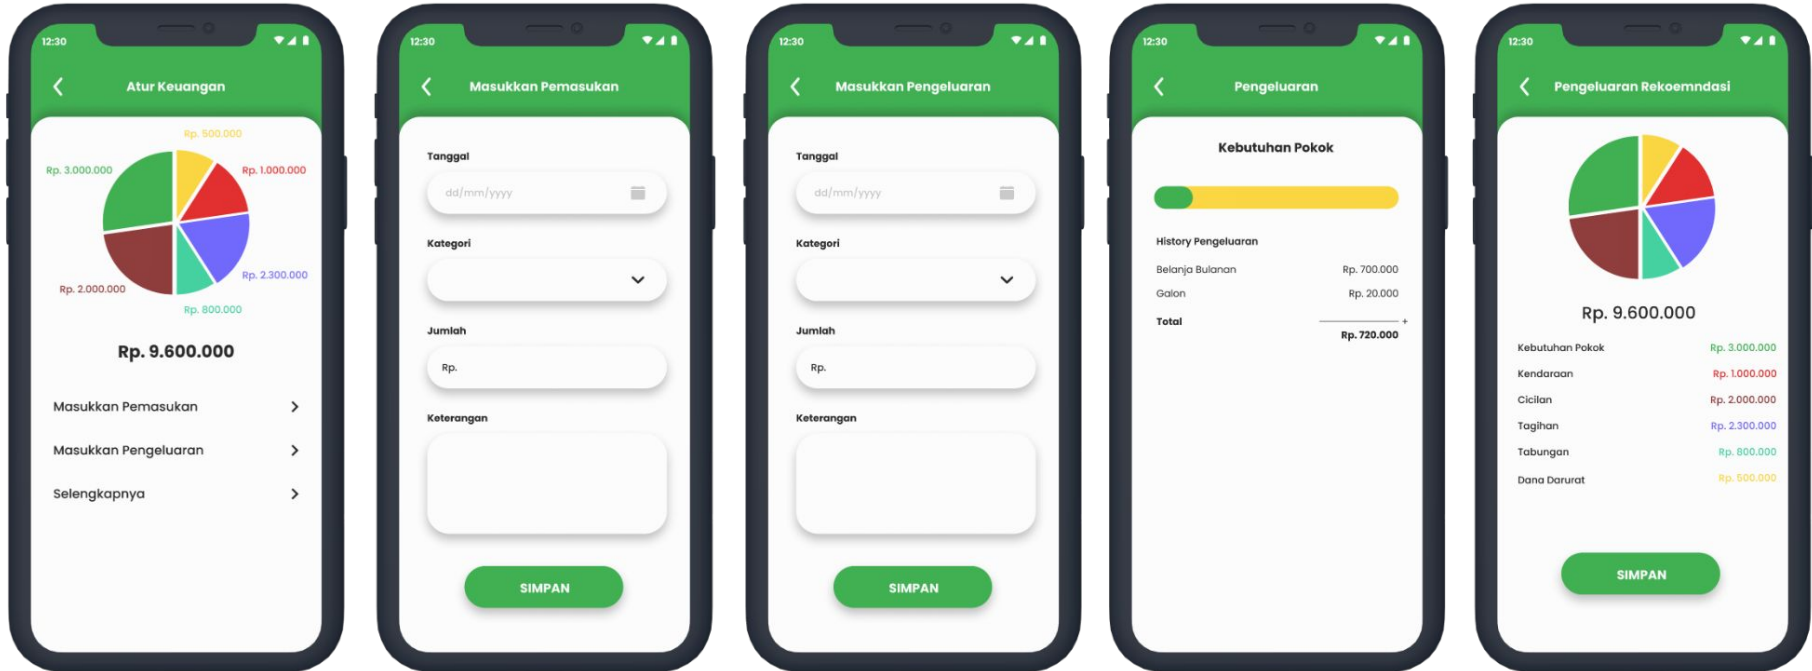 12:30
Atur Keuangan
Rp. 500.000
Rp. 3.000.000
Rp. 1.000.000
Rp. 2.300.000
Rp. 2.000.000
Rp. 800.000
Rp. 9.600.000
Masukkan Pemasukan
Masukkan Pengeluaran
Selengkapnya
12:30
Masukkan Pemasukan
Tanggal
dd/mm/yyyy
Kategori
Jumlah
Rp.
Keterangan
SIMPAN
12:30
Masukkan Pengeluaran
Tanggal
dd/mm/yyyy
Kategori
Jumlah
Rp.
Keterangan
SIMPAN
12:30
Pengeluaran
Kebutuhan Pokok
History Pengeluaran
Belanja Bulanan Rp. 700.000
Galon Rp. 20.000
Total +
Rp. 720.000
12:30
Pengeluaran Rekoemndasi
Rp. 9.600.000
Kebutuhan Pokok Rp. 3.000.000
Kendaraan Rp. 1.000.000
Cicilan Rp. 2.000.000
Tagihan Rp. 2.300.000
Tabungan Rp. 800.000
Dana Darurat Rp. 500.000
SIMPAN